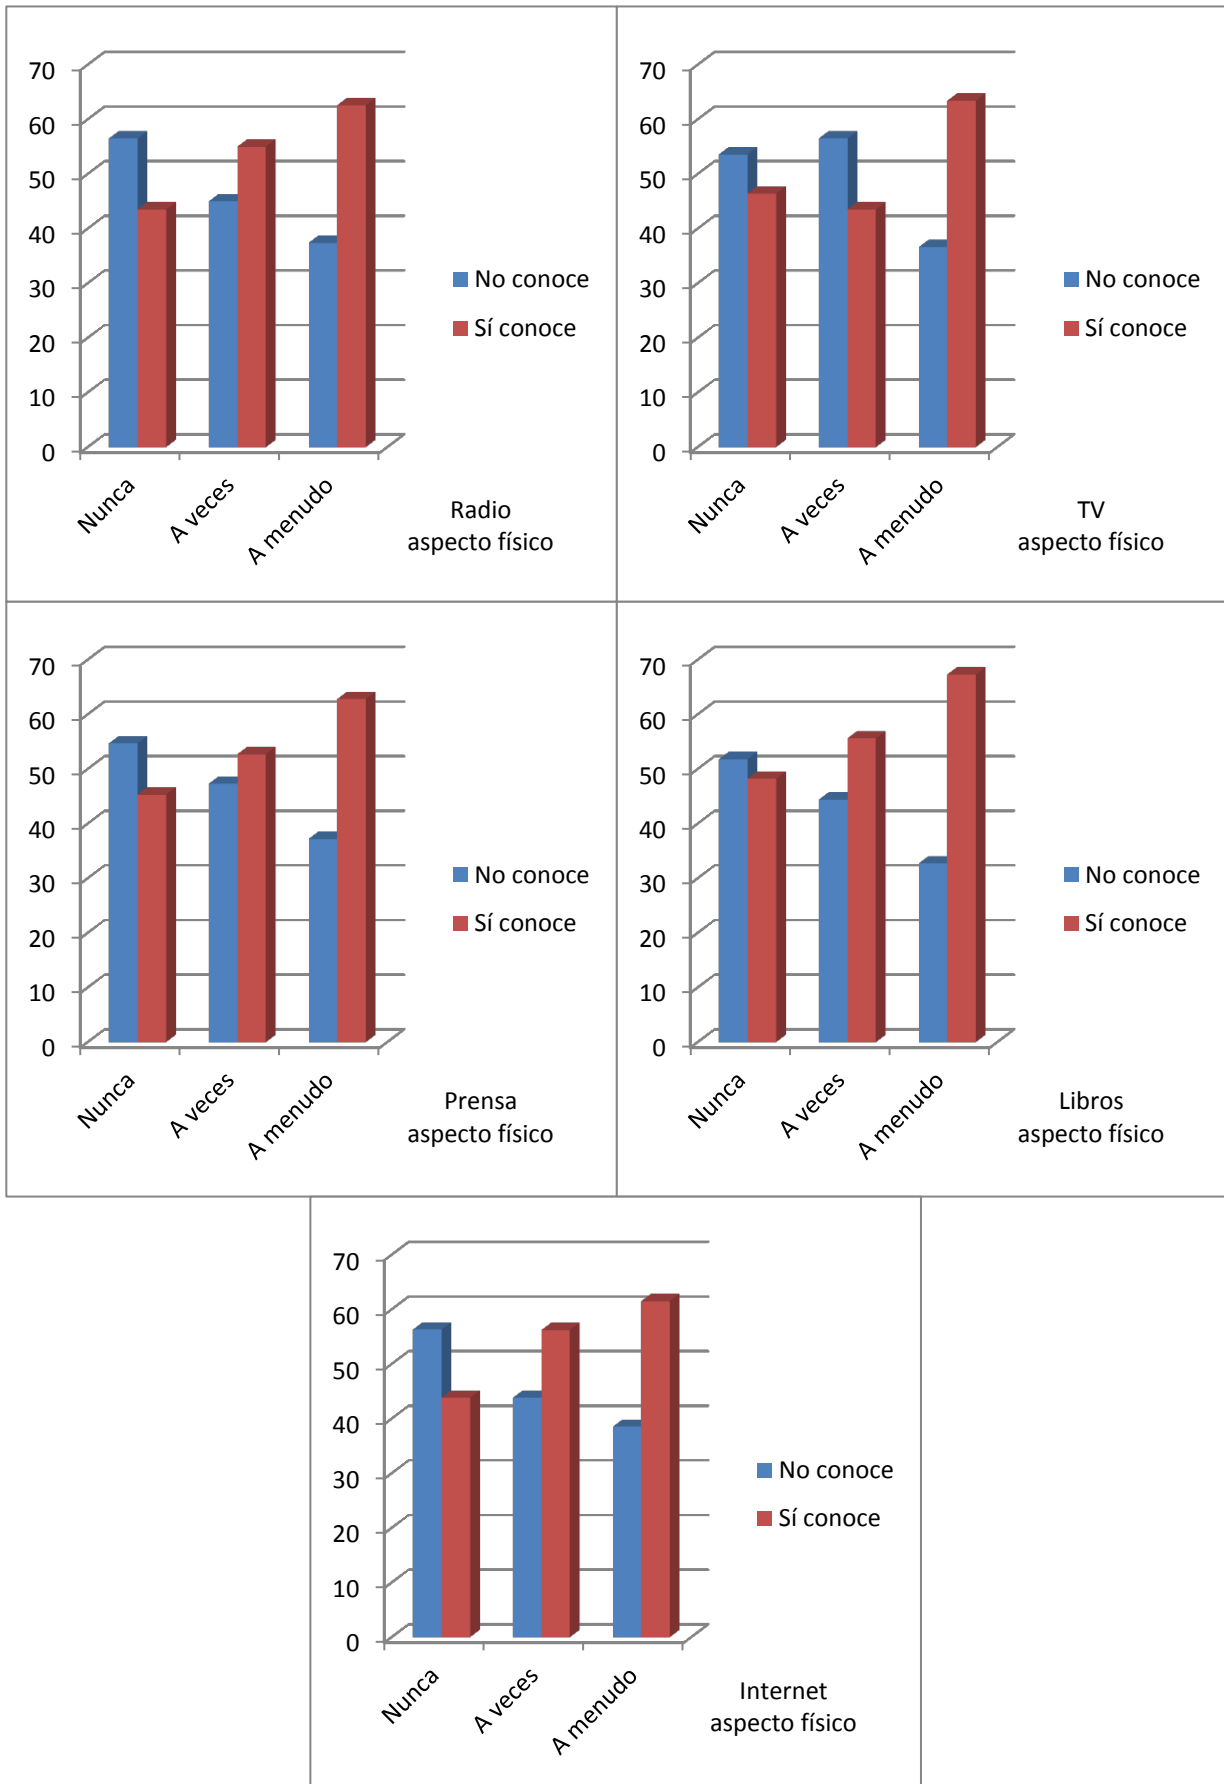 70
60
50
40
30
20
10
0
Nunca
A veces
A menudo
No conoce
Sí conoce
Radio
aspecto físico
70
60
50
40
30
20
10
0
Nunca
A veces
A menudo
No conoce
Sí conoce
TV
aspecto físico
70
60
50
40
30
20
10
0
Nunca
A veces
A menudo
No conoce
Sí conoce
Prensa
aspecto físico
70
60
50
40
30
20
10
0
Nunca
A veces
A menudo
No conoce
Sí conoce
Libros
aspecto físico
70
60
50
40
30
20
10
0
Nunca
A veces
A menudo
No conoce
Sí conoce
Internet
aspecto físico